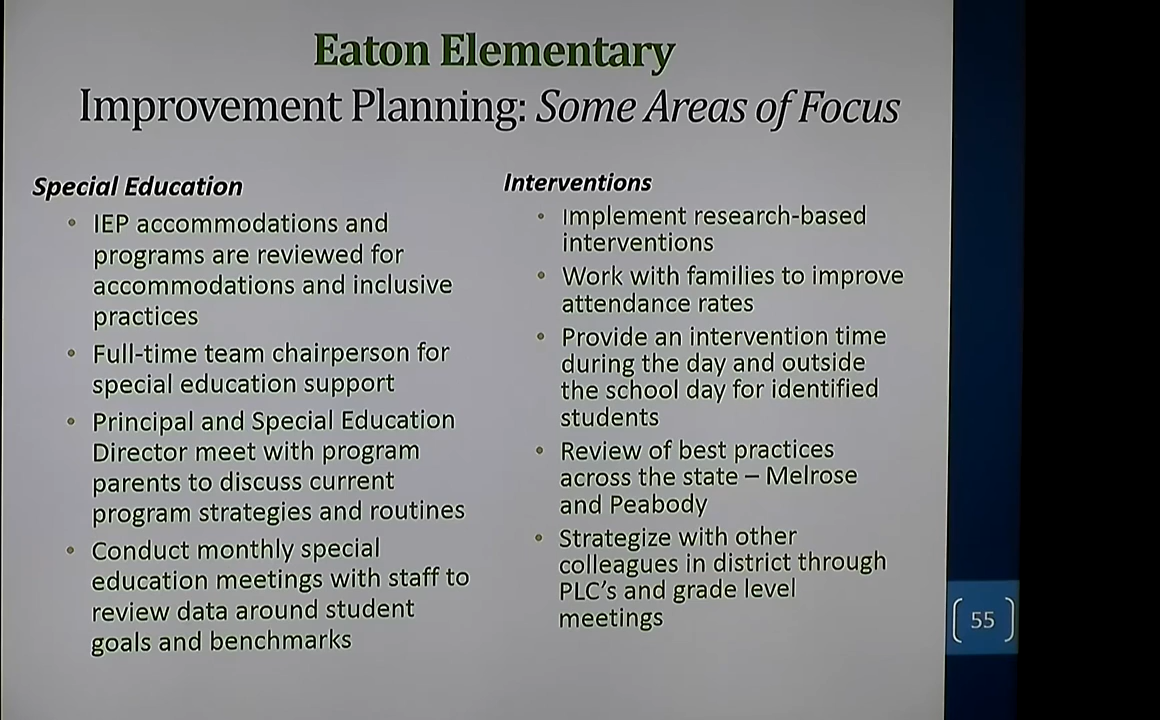 Eaton Elementary
Improvement Planning: Some Areas of Focus
Special Education
• IEP accommodations and
programs are reviewed for
accommodations and inclusive
practices
• Full-time team chairperson for
special education support
• Principal and Special Education
Director meet with program
parents to discuss current
program strategies and routines
• Conduct monthly special
education meetings with staff to
review data around student
goals and benchmarks
Interventions
• Implement research-based
interventions
• Work with families to improve
attendance rates
• Provide an intervention time
during the day and outside
the school day for identified
students
• Review of best practices
across the state – Melrose
and Peabody
• Strategize with other
colleagues in district through
PLC's and grade level
meetings
55